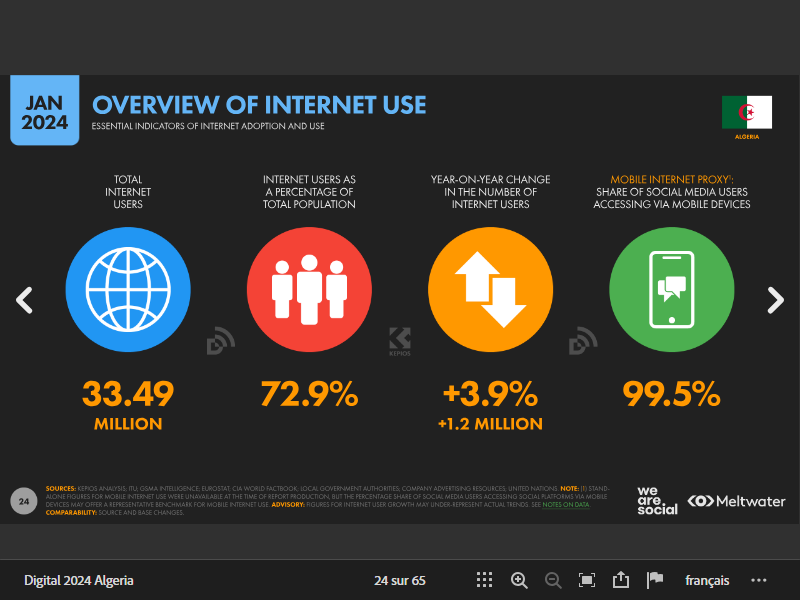 JAN
2024
OVERVIEW OF INTERNET USE
ESSENTIAL INDICATORS OF INTERNET ADOPTION AND USE
ALGERIA
TOTAL
INTERNET
USERS
INTERNET USERS AS
A PERCENTAGE OF
TOTAL POPULATION
YEAR-ON-YEAR CHANGE
IN THE NUMBER OF
INTERNET USERS
MOBILE INTERNET PROXY¹:
SHARE OF SOCIAL MEDIA USERS
ACCESSING VIA MOBILE DEVICES
KEPIOS
33.49
MILLION
72.9%
+3.9%
+1.2 MILLION
99.5%
24
SOURCES: KEPIOS ANALYSIS; ITU; GSMA INTELLIGENCE; EUROSTAT; CIA WORLD FACTBOOK; LOCAL GOVERNMENT AUTHORITIES; COMPANY ADVERTISING RESOURCES; UNITED NATIONS. NOTE: (1) STAND-
ALONE FIGURES FOR MOBILE INTERNET USE WERE UNAVAILABLE AT THE TIME OF REPORT PRODUCTION, BUT THE PERCENTAGE SHARE OF SOCIAL MEDIA USERS ACCESSING SOCIAL PLATFORMS VIA MOBILE
DEVICES MAY OFFER A REPRESENTATIVE BENCHMARK FOR MOBILE INTERNET USE. ADVISORY: FIGURES FOR INTERNET USER GROWTH MAY UNDER-REPRESENT ACTUAL TRENDS. SEE NOTES ON DATA.
COMPARABILITY: SOURCE AND BASE CHANGES.
we
are.
social
Meltwater
Digital 2024 Algeria
24 sur 65
français